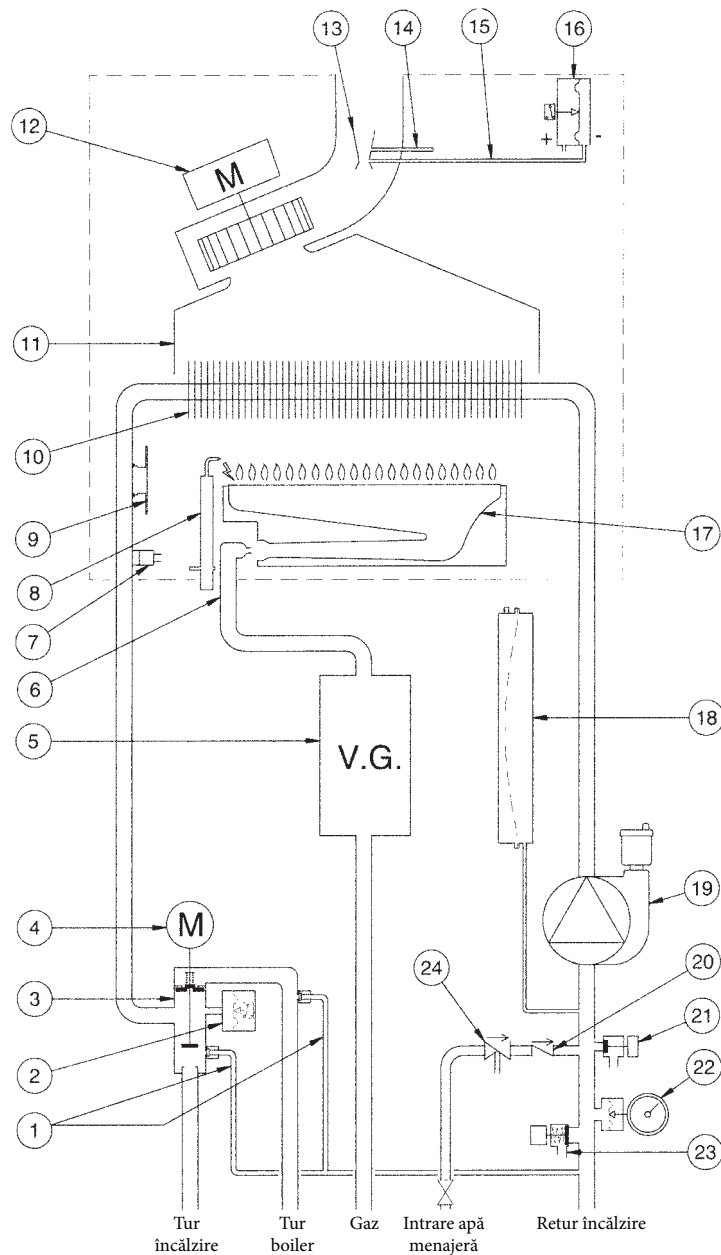 13
14
15
16
12
M
+
-
11
10
9
8
7
6
17
5
V.G.
18
4
M
19
3
24
20
2
21
1
22
23
Tur
încălzire
Tur
boiler
Gaz
Intrare apă
menajeră
Retur încălzire